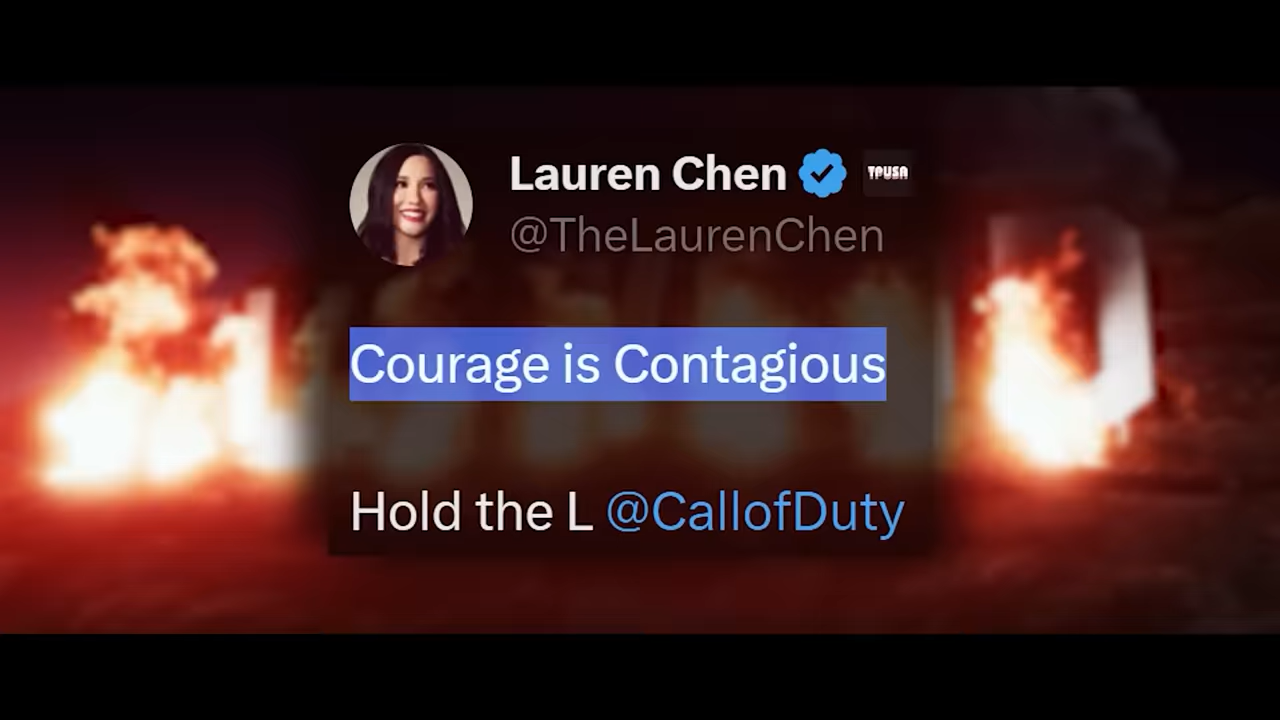 Lauren Chen TPUSA
@TheLaurenChen
Courage is Contagious
Hold the L @CallofDuty